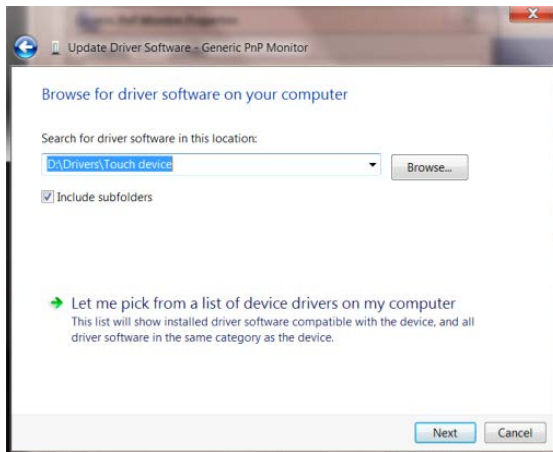 Update Driver Software - Generic PnP Monitor
Browse for driver software on your computer
Search for driver software in this location:
D:\Drivers\Touch device
Browse...
Include subfolders
Let me pick from a list of device drivers on my computer
This list will show installed driver software compatible with the device, and all
driver software in the same category as the device.
Next
Cancel